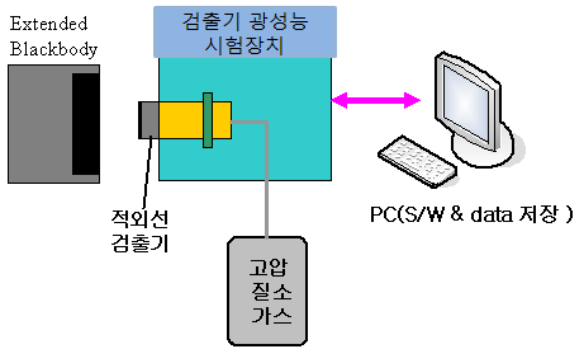 Extended
Blackbody
검출기 광성능
시험장치
적외선
검출기
PC(S/W & data 저장 )
고압
질소
가스